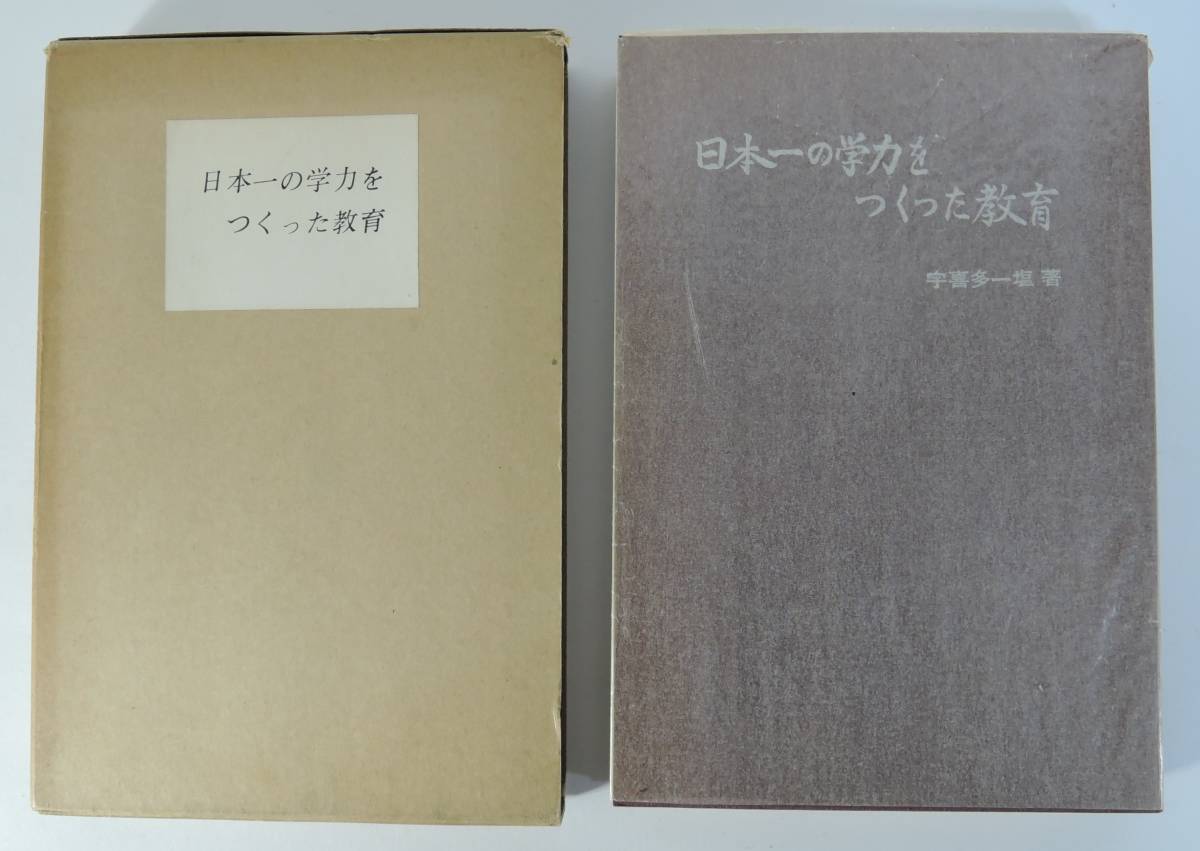 日本一の学力を
つくった教育
日本一の学力を
つくった教育
宇喜多一塩 著